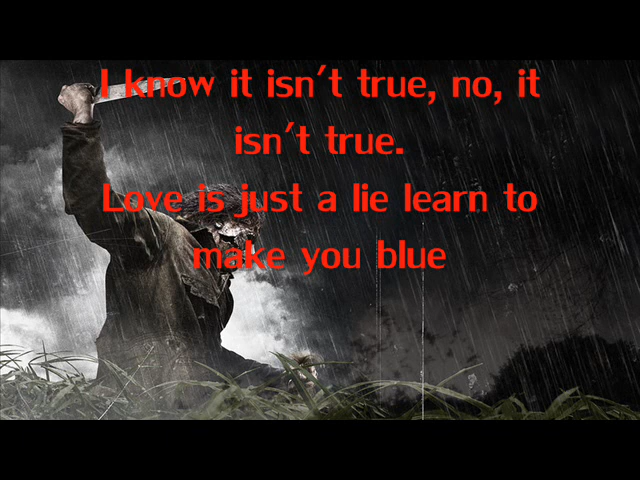 I know it isn't true, no, it
isn't true.
Love is just a lie learn to
make you blue